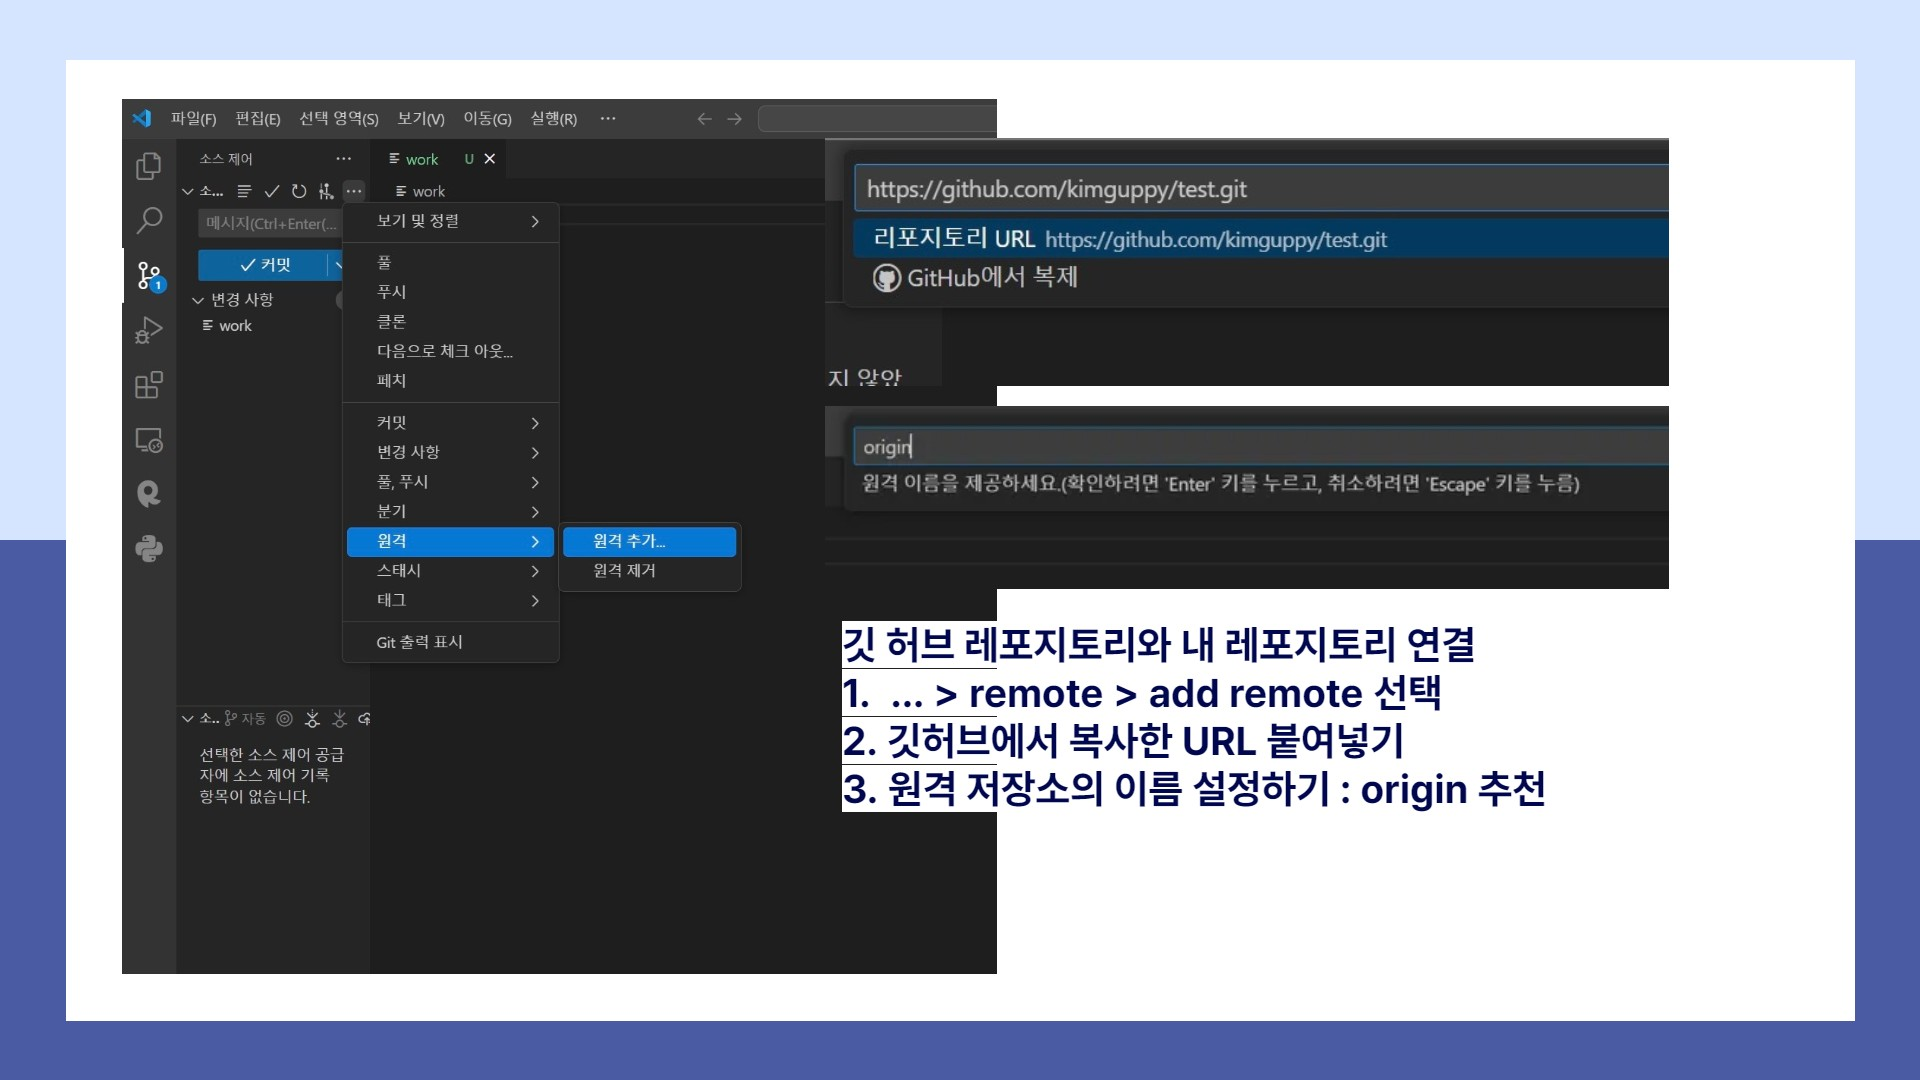 파일(F) 편집(E) 선택 영역(S) 보기(V) 이동(G) 실행(R) ···
소스 제어 ···
work U
소... ···
work
메시지(Ctrl+Enter(...
커밋
변경 사항
work
1
보기 및 정렬
풀
푸시
클론
다음으로 체크 아웃...
페치
커밋
변경 사항
풀, 푸시
분기
원격
스태시
태그
Git 출력 표시
원격 추가...
원격 제거
소.. 자동
선택한 소스 제어 공급
자에 소스 제어 기록
항목이 없습니다.
https://github.com/kimguppy/test.git
리포지토리 URL https://github.com/kimguppy/test.git
GitHub에서 복제
지 않았
origin
원격 이름을 제공하세요.(확인하려면 'Enter' 키를 누르고, 취소하려면 'Escape' 키를 누름)
깃 허브 레포지토리와 내 레포지토리 연결
1. ... > remote > add remote 선택
2. 깃허브에서 복사한 URL 붙여넣기
3. 원격 저장소의 이름 설정하기 : origin 추천